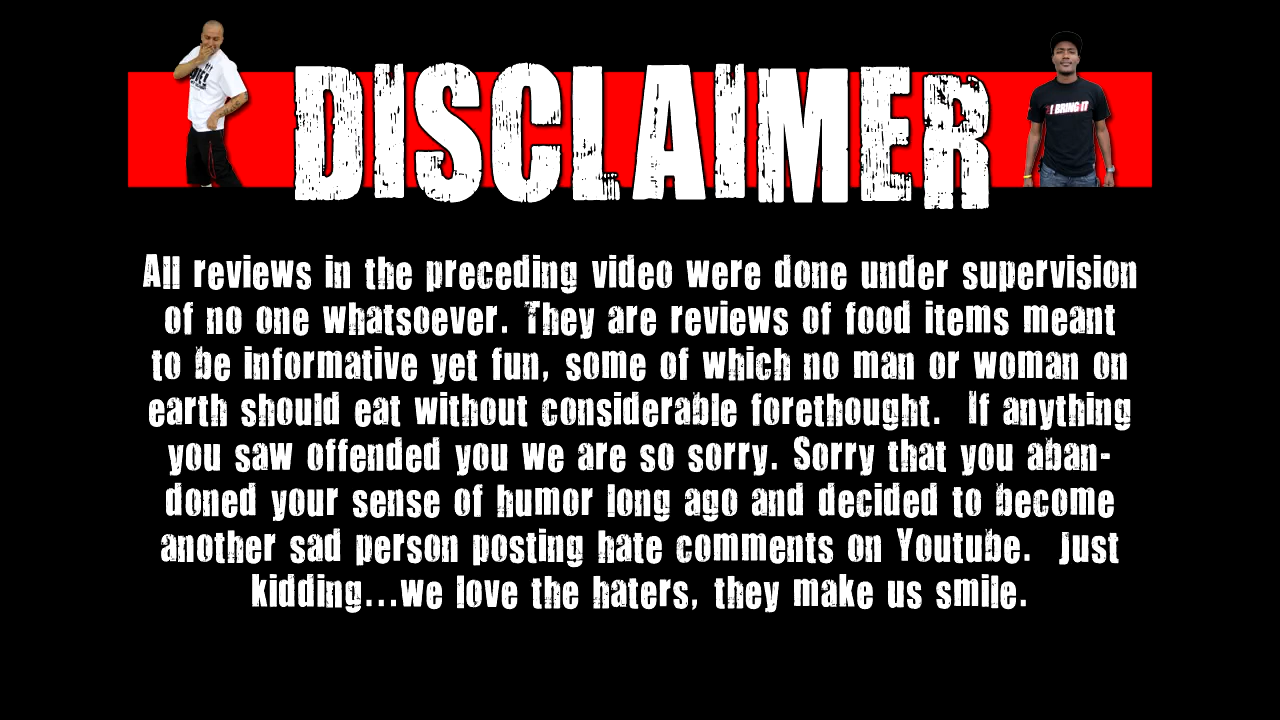 DISCLAIMER
I BRING IT
All reviews in the preceding video were done under supervision
of no one whatsoever. They are reviews of food items meant
to be informative yet fun, some of which no man or woman on
earth should eat without considerable forethought. If anything
you saw offended you we are so sorry. Sorry that you aban-
doned your sense of humor long ago and decided to become
another sad person posting hate comments on Youtube. Just
kidding...we love the haters, they make us smile.